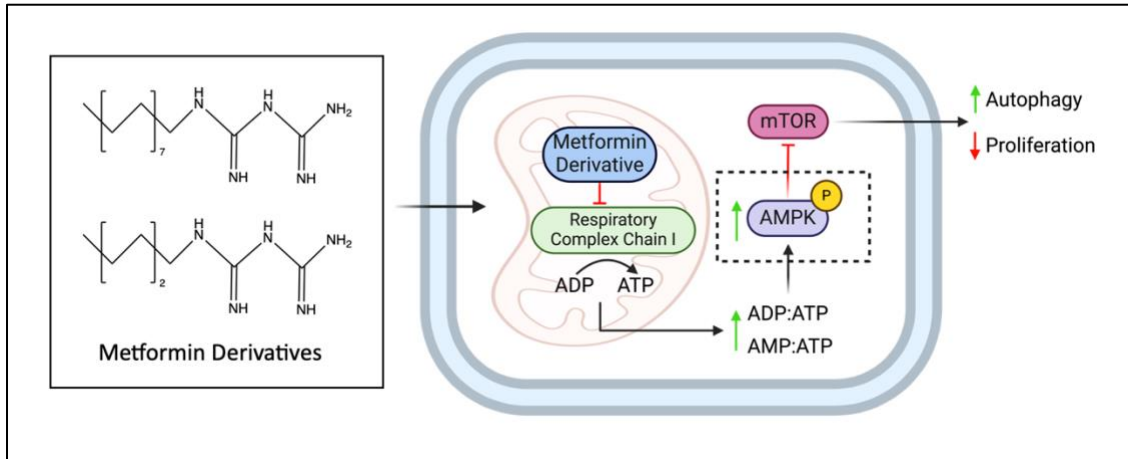 H
N
H
N
NH₂
7
NH
NH
H
N
H
N
NH₂
2
NH
NH
Metformin Derivatives
Metformin
Derivative
Respiratory
Complex Chain I
ADP
ATP
ADP:ATP
AMP:ATP
P
AMPK
mTOR
Autophagy
Proliferation